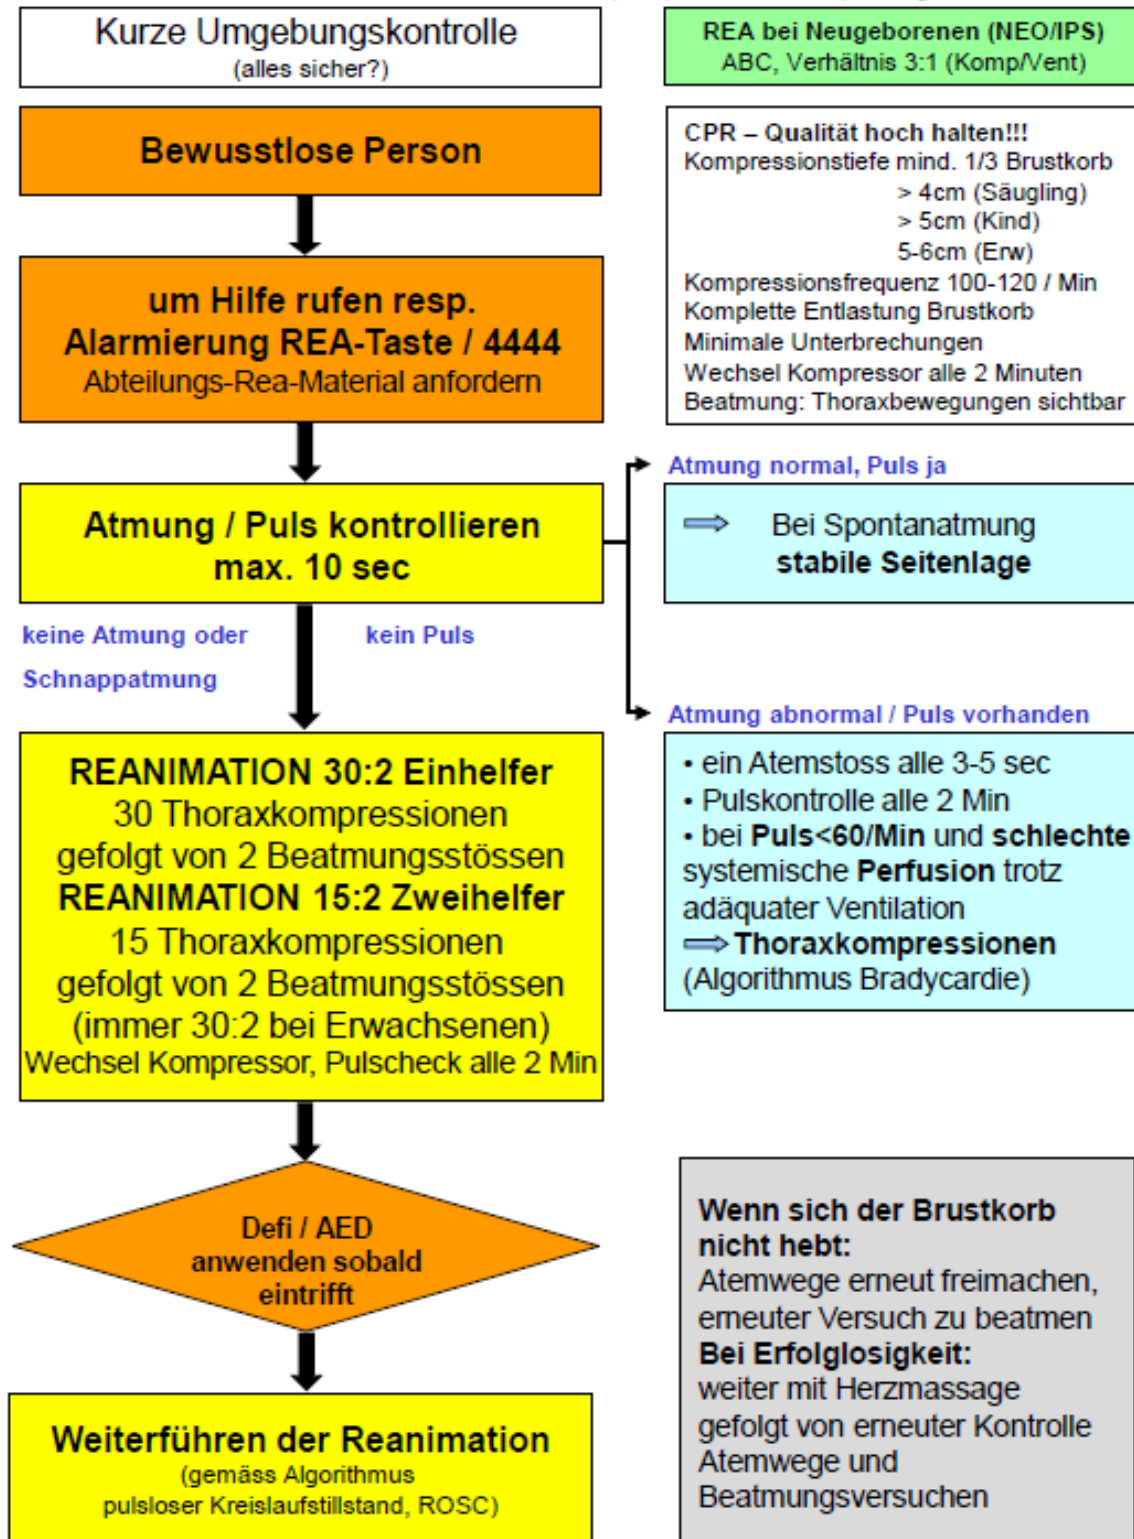 Kurze Umgebungskontrolle
(alles sicher?)
REA bei Neugeborenen (NEO/IPS)
ABC, Verhältnis 3:1 (Komp/Vent)
Bewusstlose Person
CPR – Qualität hoch halten!!!
Kompressionstiefe mind. 1/3 Brustkorb
> 4cm (Säugling)
> 5cm (Kind)
5-6cm (Erw)
Kompressionsfrequenz 100-120 / Min
Komplette Entlastung Brustkorb
Minimale Unterbrechungen
Wechsel Kompressor alle 2 Minuten
Beatmung: Thoraxbewegungen sichtbar
um Hilfe rufen resp.
Alarmierung REA-Taste / 4444
Abteilungs-Rea-Material anfordern
Atmung / Puls kontrollieren
max. 10 sec
Atmung normal, Puls ja
⇒ Bei Spontanatmung
stabile Seitenlage
keine Atmung oder
Schnappatmung
kein Puls
Atmung abnormal / Puls vorhanden
• ein Atemstoss alle 3-5 sec
• Pulskontrolle alle 2 Min
• bei Puls<60/Min und schlechte
systemische Perfusion trotz
adäquater Ventilation
⇒ Thoraxkompressionen
(Algorithmus Bradycardie)
REANIMATION 30:2 Einhelfer
30 Thoraxkompressionen
gefolgt von 2 Beatmungsstössen
REANIMATION 15:2 Zweihelfer
15 Thoraxkompressionen
gefolgt von 2 Beatmungsstössen
(immer 30:2 bei Erwachsenen)
Wechsel Kompressor, Pulscheck alle 2 Min
Defi / AED
anwenden sobald
eintrifft
Wenn sich der Brustkorb
nicht hebt:
Atemwege erneut freimachen,
erneuter Versuch zu beatmen
Bei Erfolglosigkeit:
weiter mit Herzmassage
gefolgt von erneuter Kontrolle
Atemwege und
Beatmungsversuchen
Weiterführen der Reanimation
(gemäss Algorithmus
pulsloser Kreislaufstillstand, ROSC)